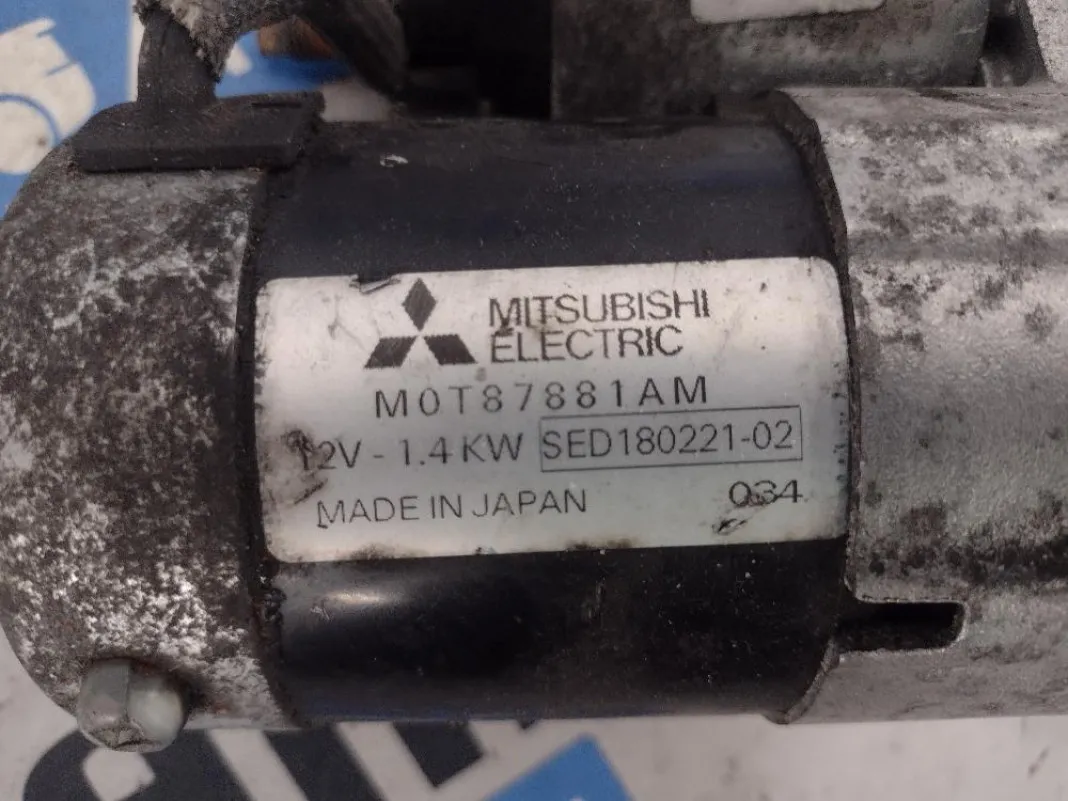 MITSUBISHI
ELECTRIC
M0T87881AM
12V - 1.4 KW SED180221-02
MADE IN JAPAN 034